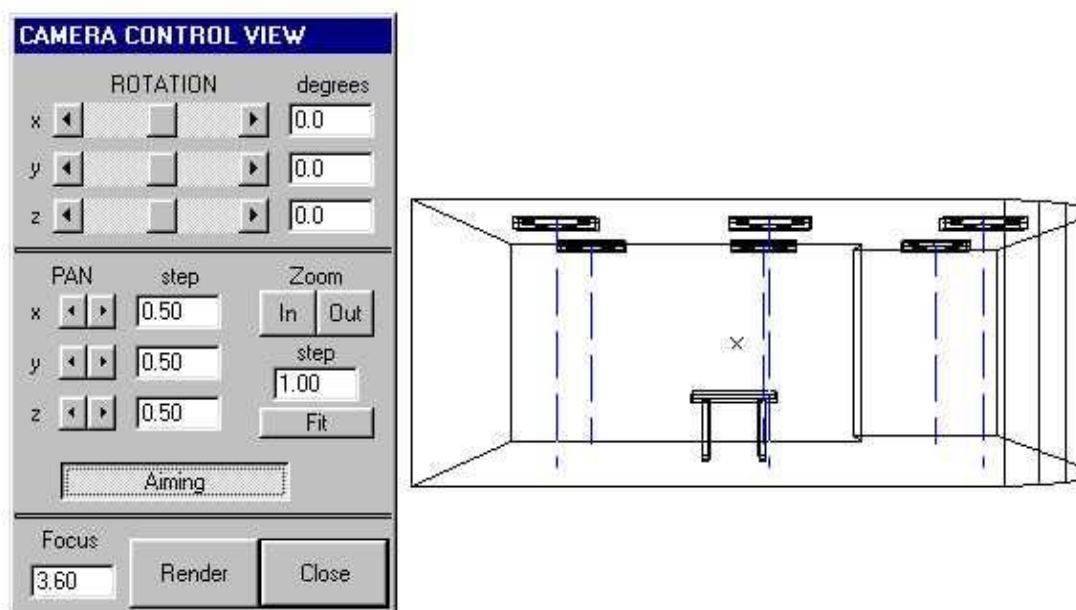 CAMERA CONTROL VIEW
ROTATION degrees
x 0.0
y 0.0
z 0.0
PAN step Zoom
x 0.50 In Out
step
y 0.50 1.00
z 0.50 Fit
Aiming
Focus
3.60 Render Close